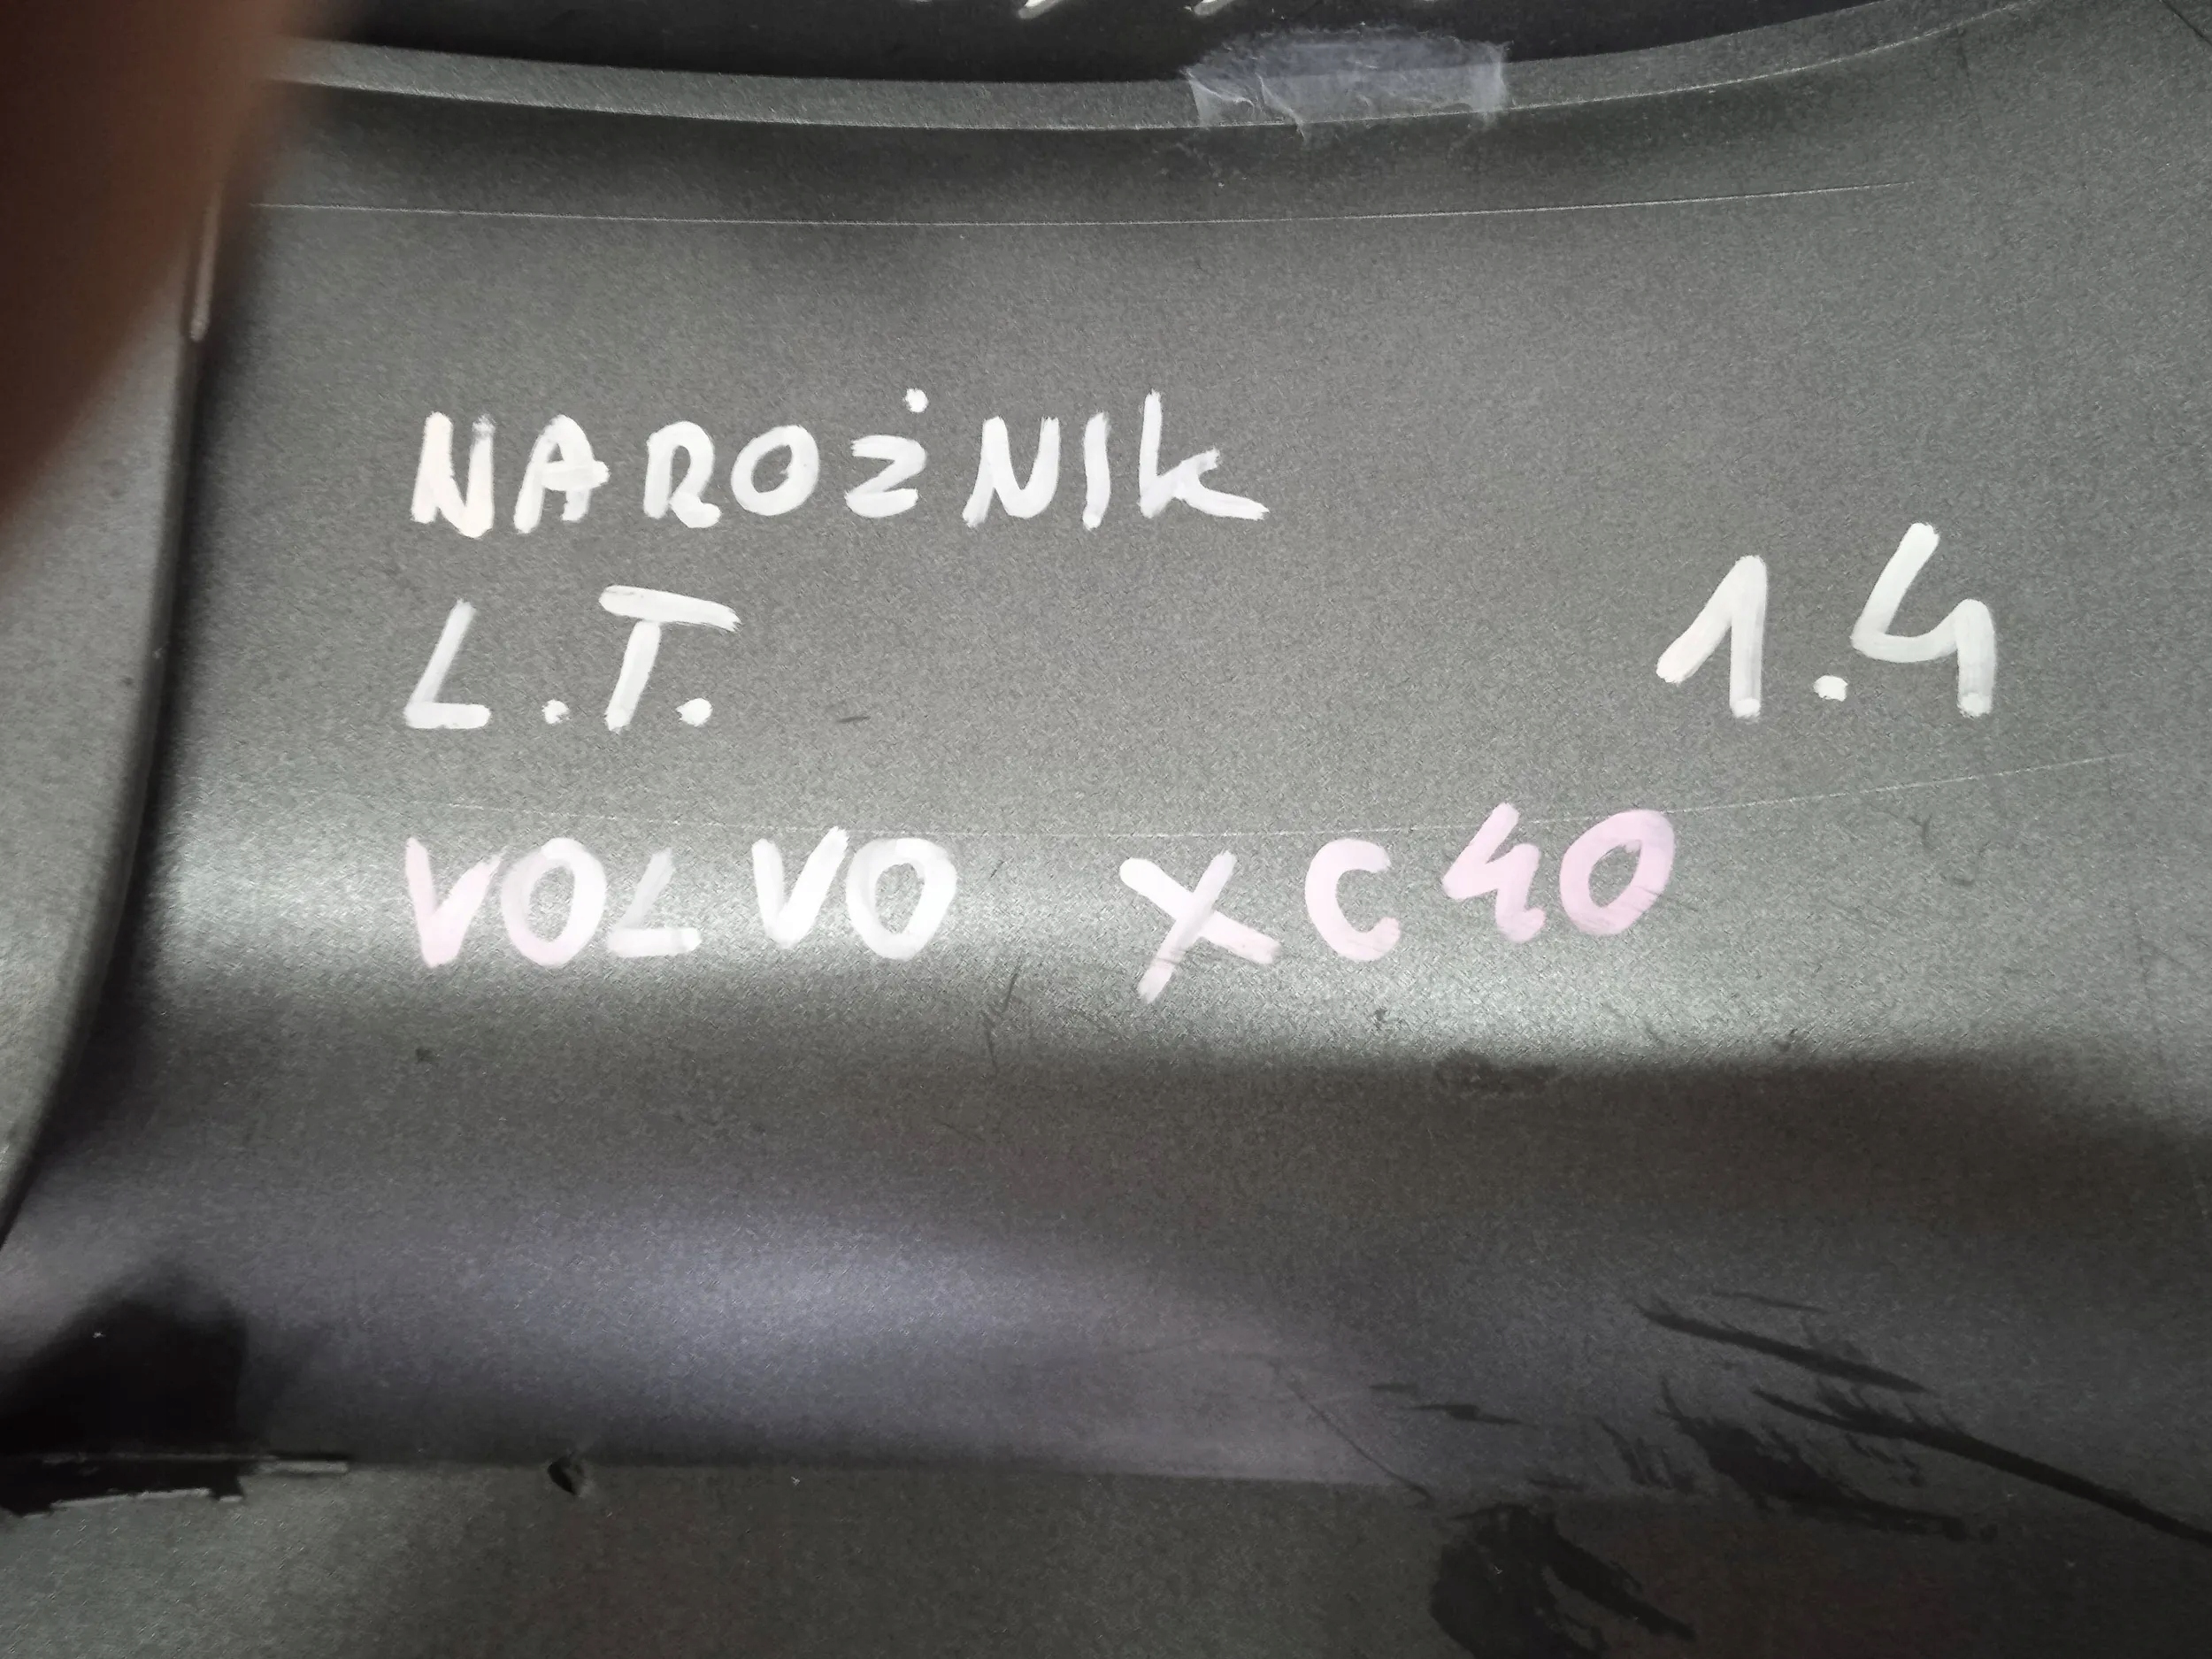 NAROŻNIK
L.T. 1.4
VOLVO XC40